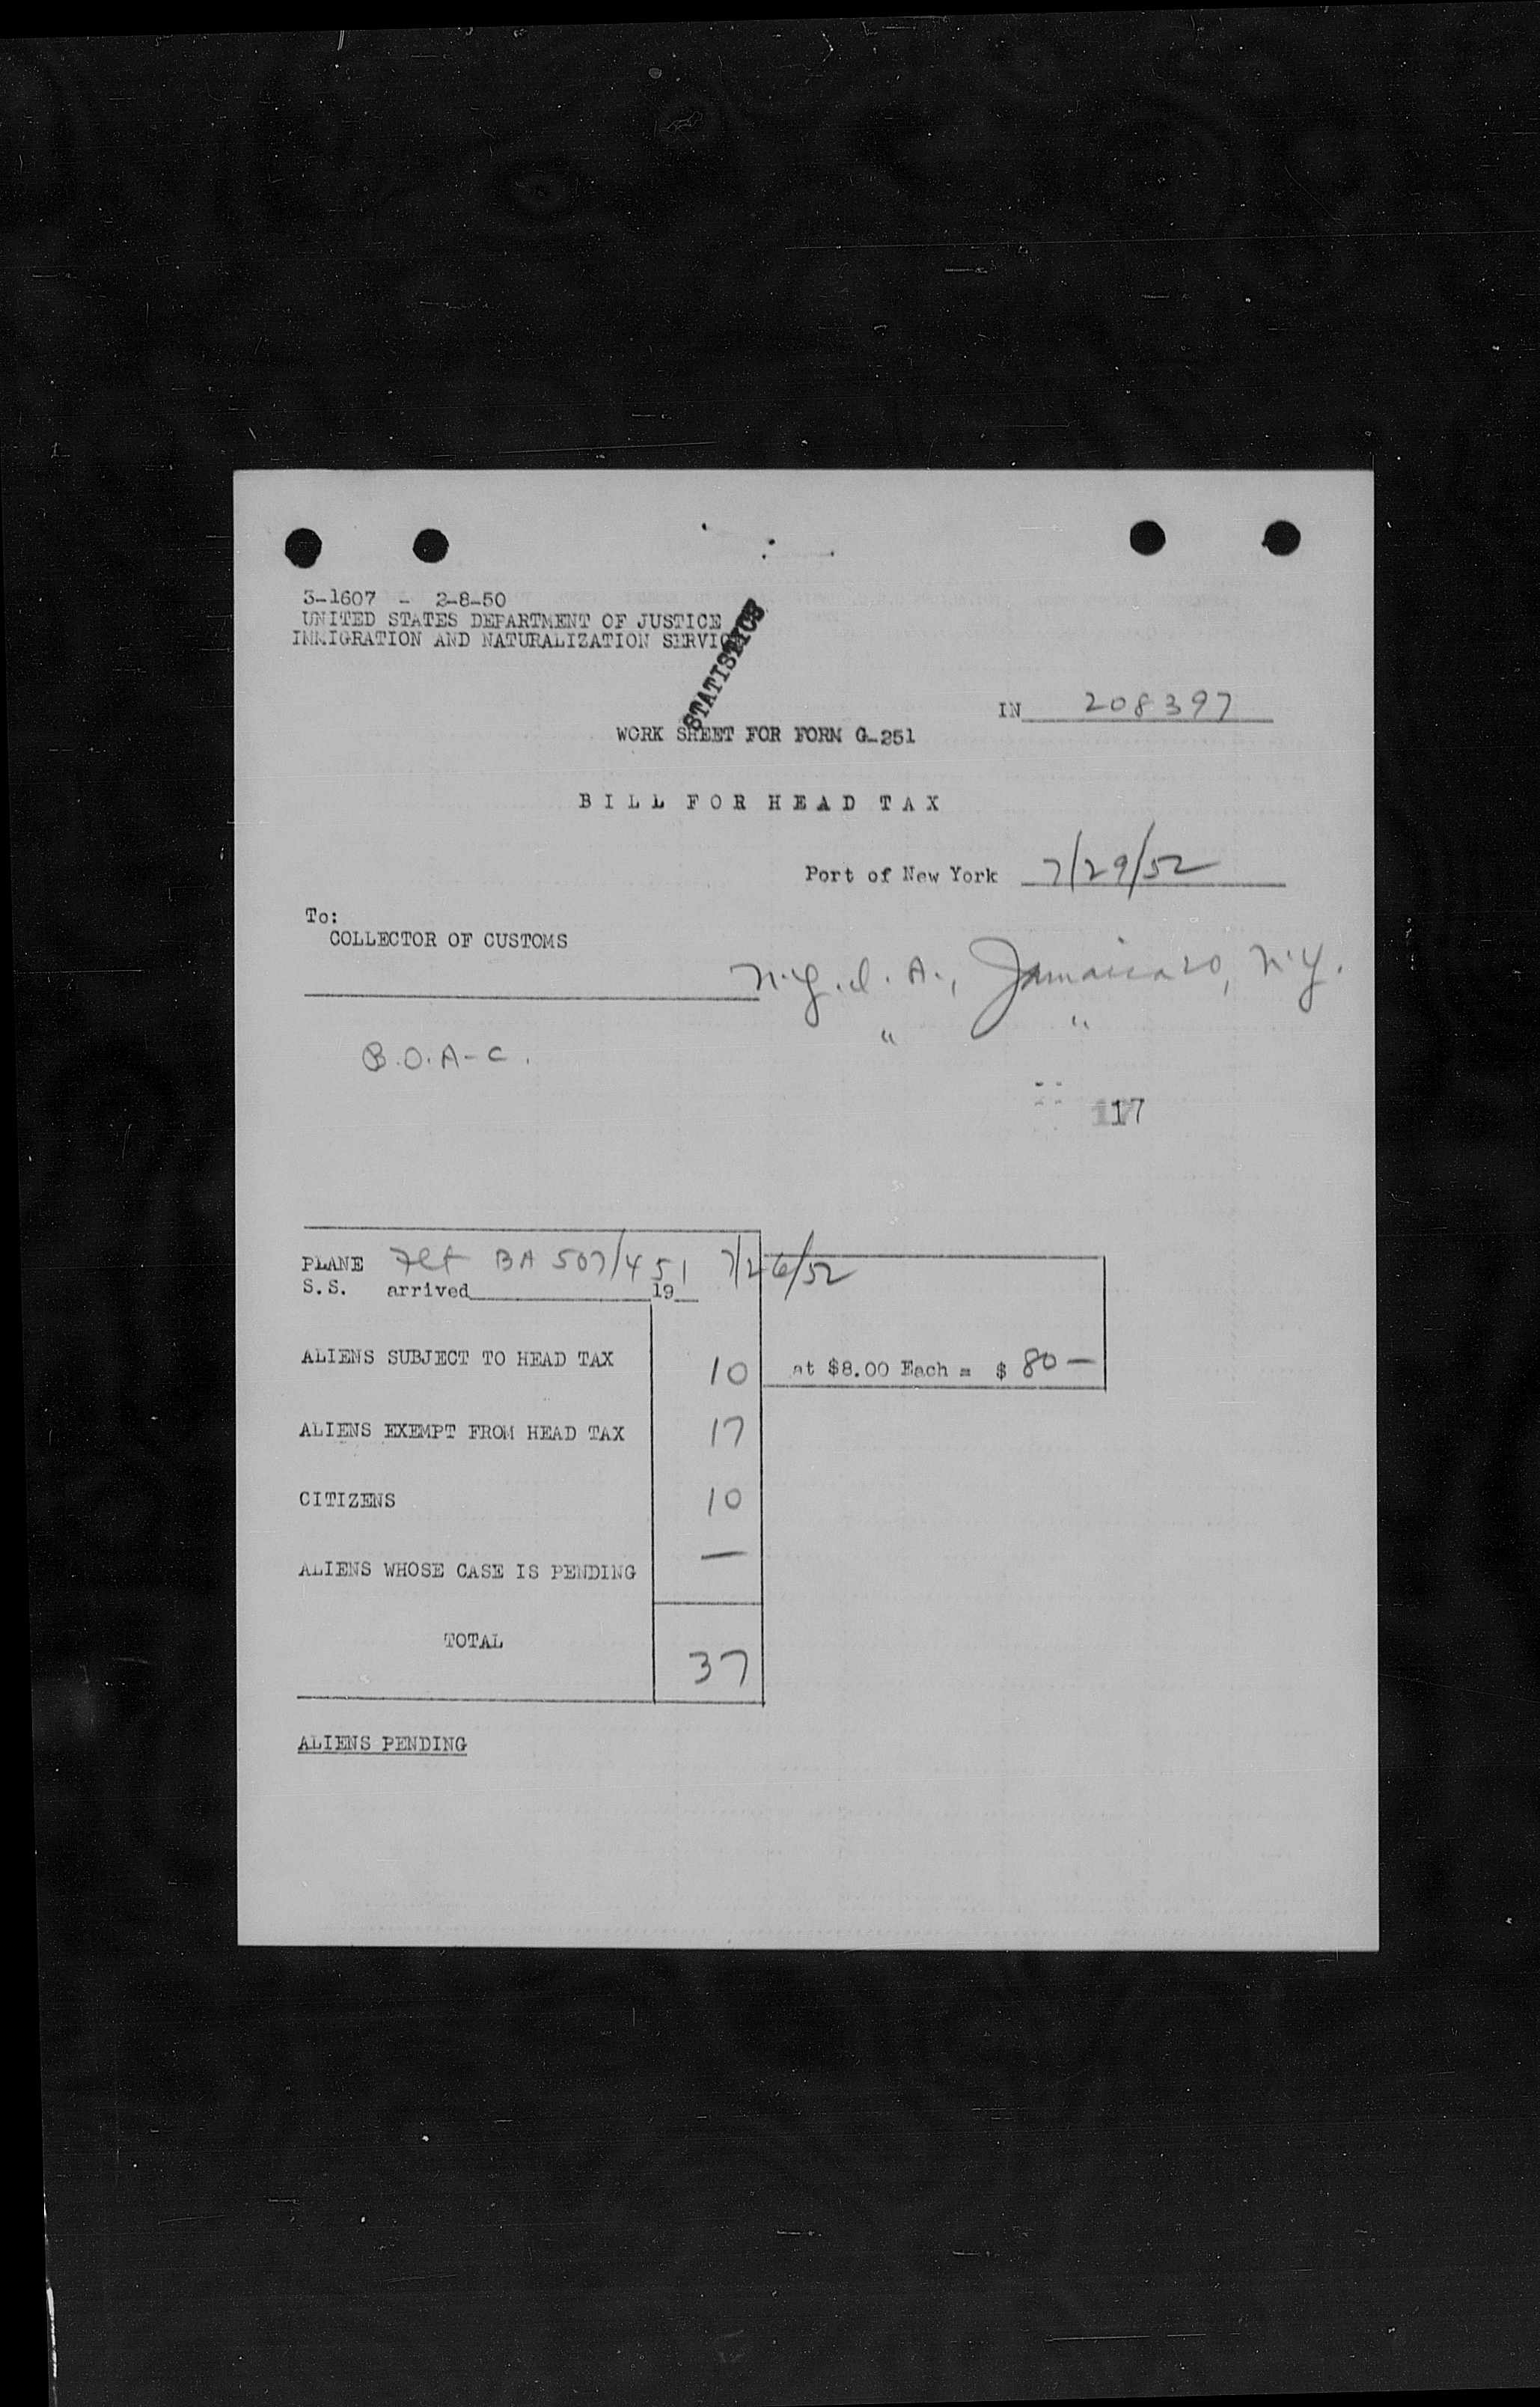 3-1607 - 2-8-50
UNITED STATES DEPARTMENT OF JUSTICE
IMMIGRATION AND NATURALIZATION SERVICE
STATISTICS
IN 208397
WORK SHEET FOR FORM G-251
BILL FOR HEAD TAX
Port of New York 7/29/52
To:
COLLECTOR OF CUSTOMS
N.Y.I.A., Jamaica 20, N.Y.
" "
B.O.A-C.
117
PLANE Flt BA 507/451 7/26/52
S.S. arrived 19
ALIENS SUBJECT TO HEAD TAX 10 at $8.00 Each = $ 80—
ALIENS EXEMPT FROM HEAD TAX 17
CITIZENS 10
ALIENS WHOSE CASE IS PENDING —
TOTAL 37
ALIENS PENDING